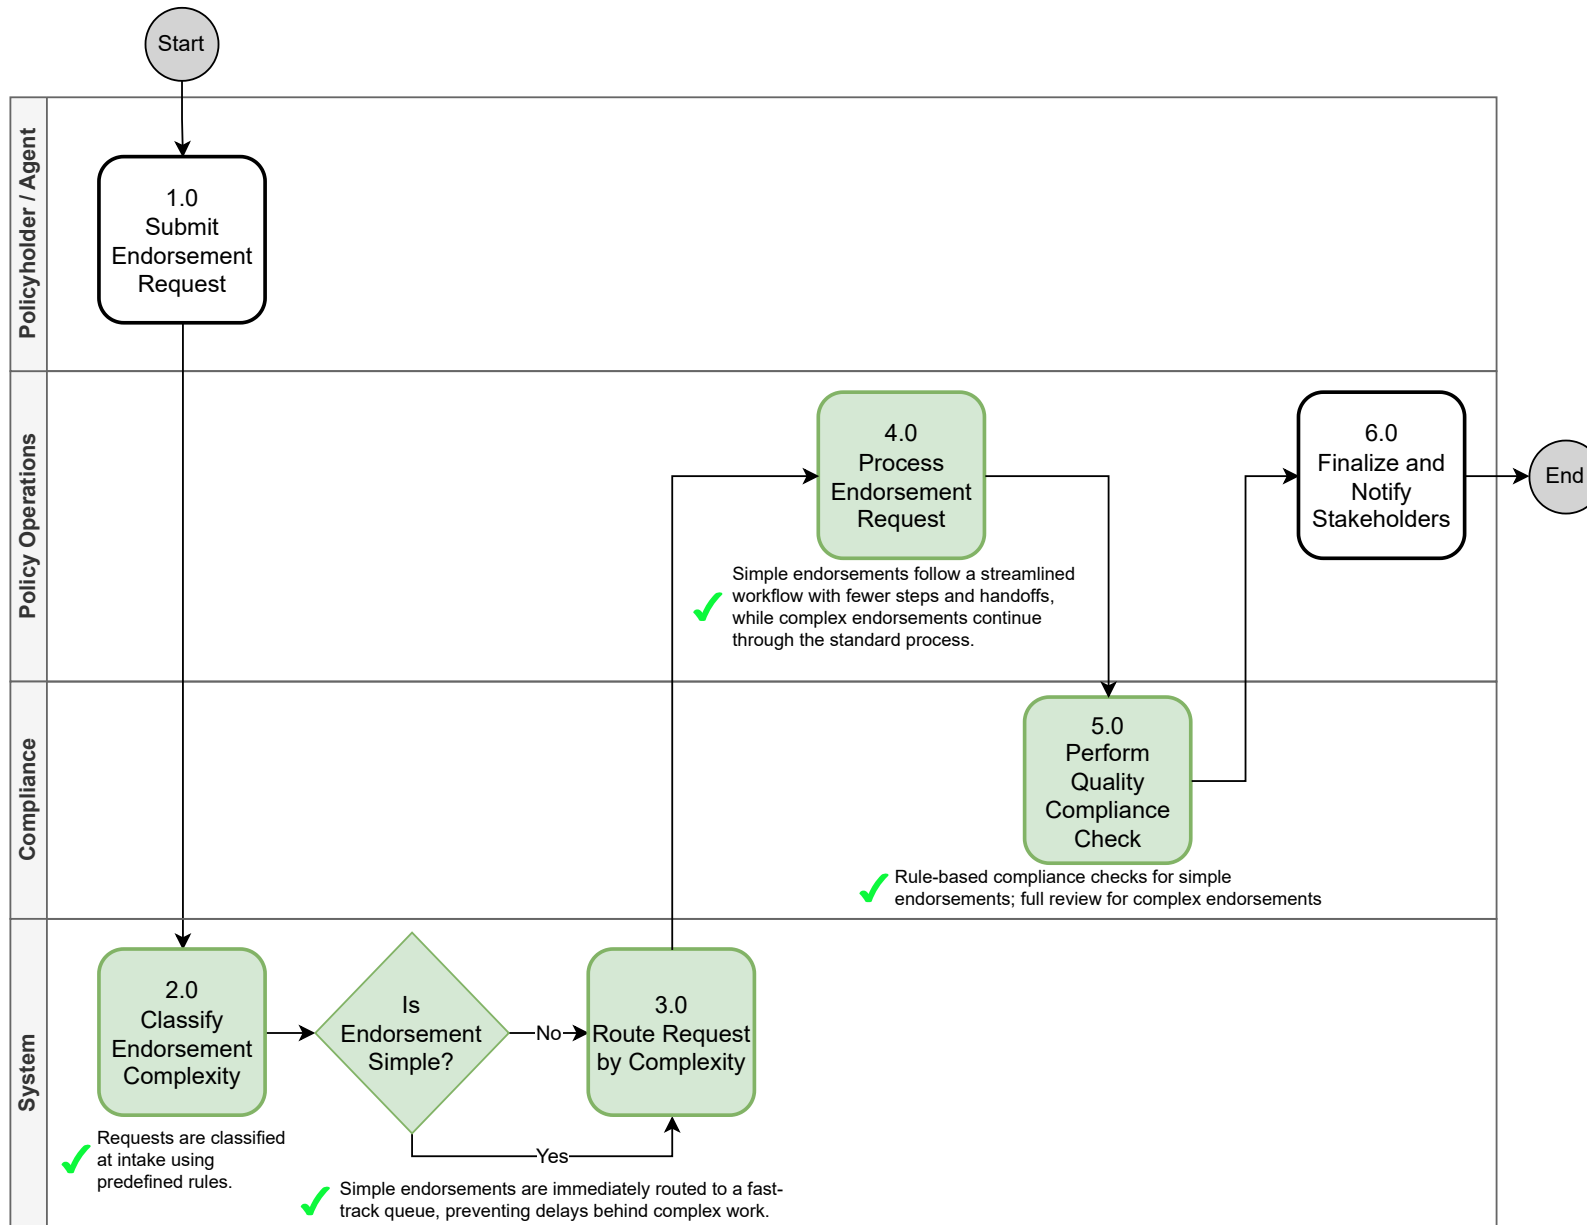 Start
Policyholder / Agent
1.0
Submit
Endorsement
Request
Policy Operations
4.0
Process
Endorsement
Request
Simple endorsements follow a streamlined
workflow with fewer steps and handoffs,
while complex endorsements continue
through the standard process.
6.0
Finalize and
Notify
Stakeholders
End
Compliance
5.0
Perform
Quality
Compliance
Check
Rule-based compliance checks for simple
endorsements; full review for complex endorsements
System
2.0
Classify
Endorsement
Complexity
Requests are classified
at intake using
predefined rules.
Is
Endorsement
Simple?
No
Yes
3.0
Route Request
by Complexity
Simple endorsements are immediately routed to a fast-
track queue, preventing delays behind complex work.